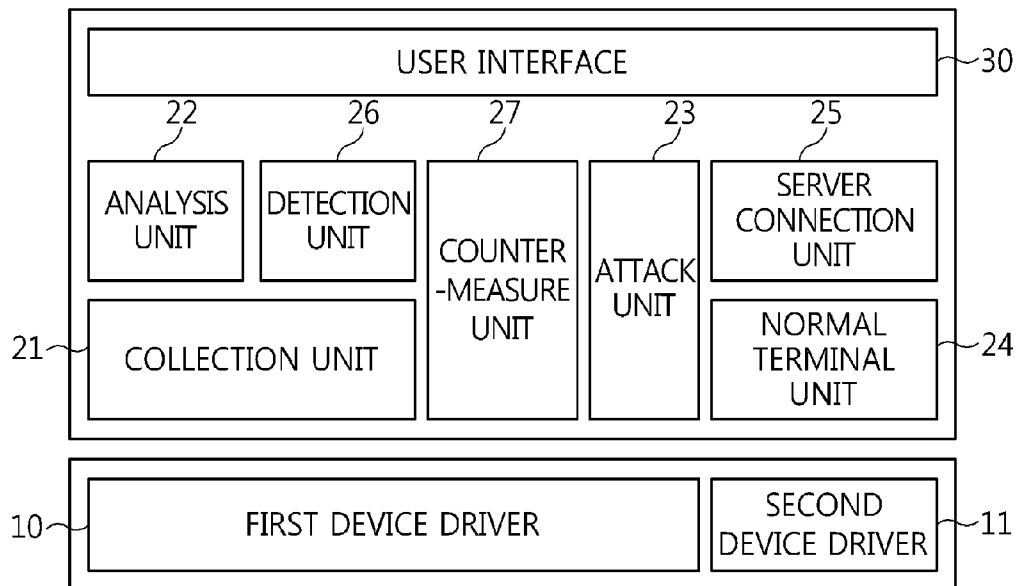 USER INTERFACE
30
22
26
27
23
25
ANALYSIS
UNIT
DETECTION
UNIT
COUNTER
-MEASURE
UNIT
ATTACK
UNIT
SERVER
CONNECTION
UNIT
21
COLLECTION UNIT
NORMAL
TERMINAL
UNIT
24
10
FIRST DEVICE DRIVER
SECOND
DEVICE DRIVER
11